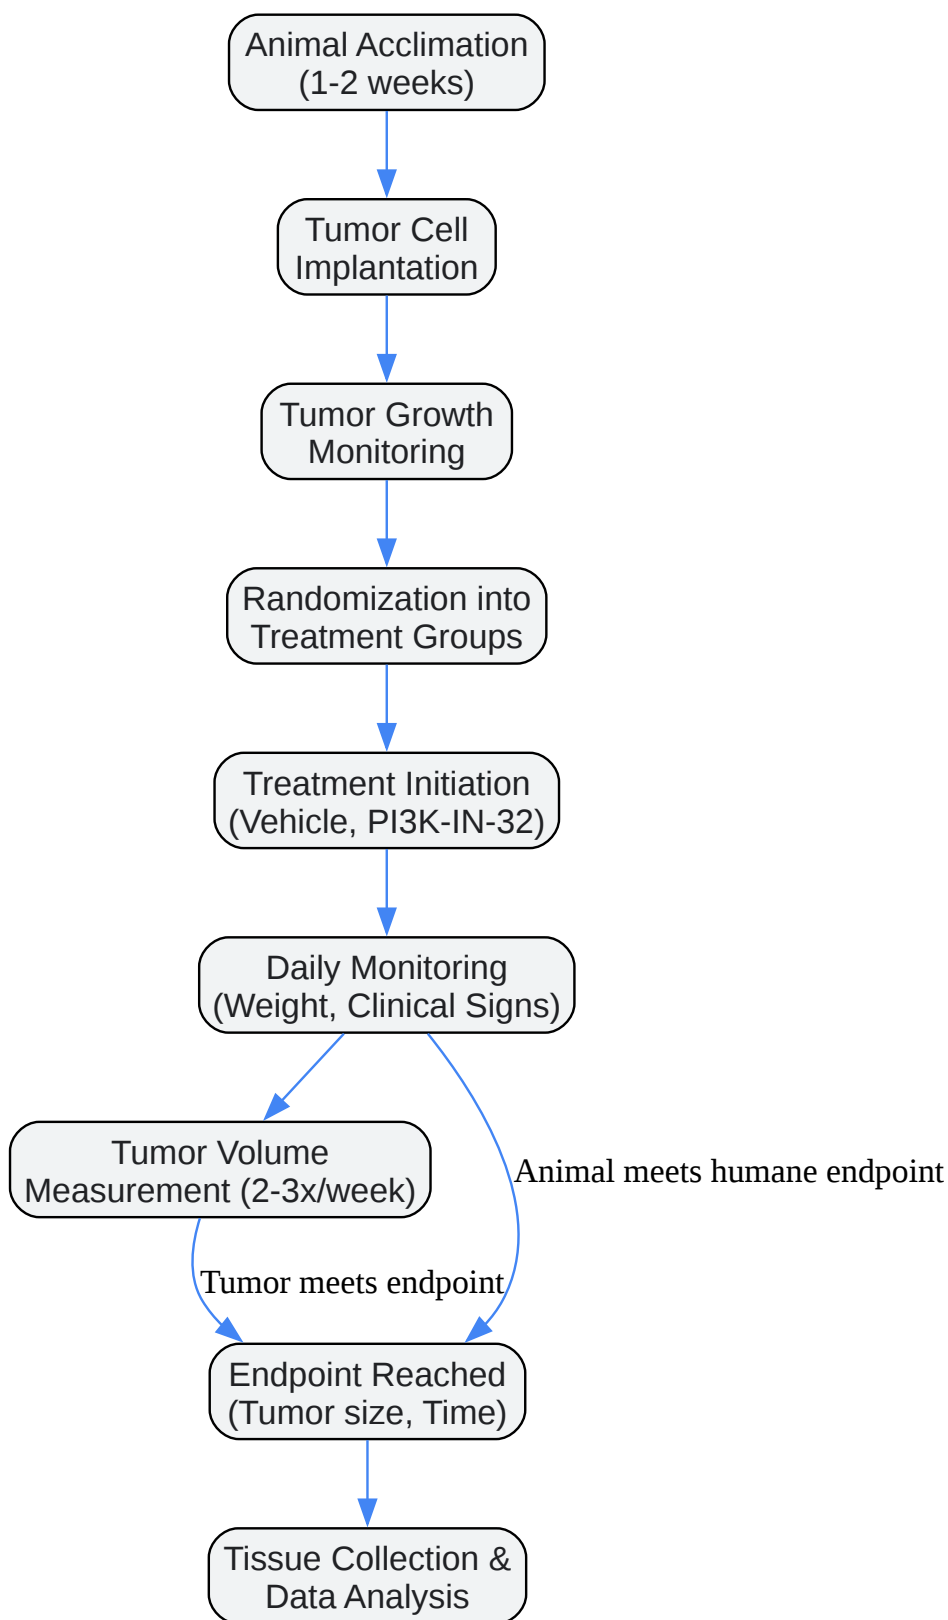 Animal Acclimation
(1-2 weeks)
Tumor Cell
Implantation
Tumor Growth
Monitoring
Randomization into
Treatment Groups
Treatment Initiation
(Vehicle, PI3K-IN-32)
Daily Monitoring
(Weight, Clinical Signs)
Tumor Volume
Measurement (2-3x/week)
Animal meets humane endpoint
Tumor meets endpoint
Endpoint Reached
(Tumor size, Time)
Tissue Collection &
Data Analysis